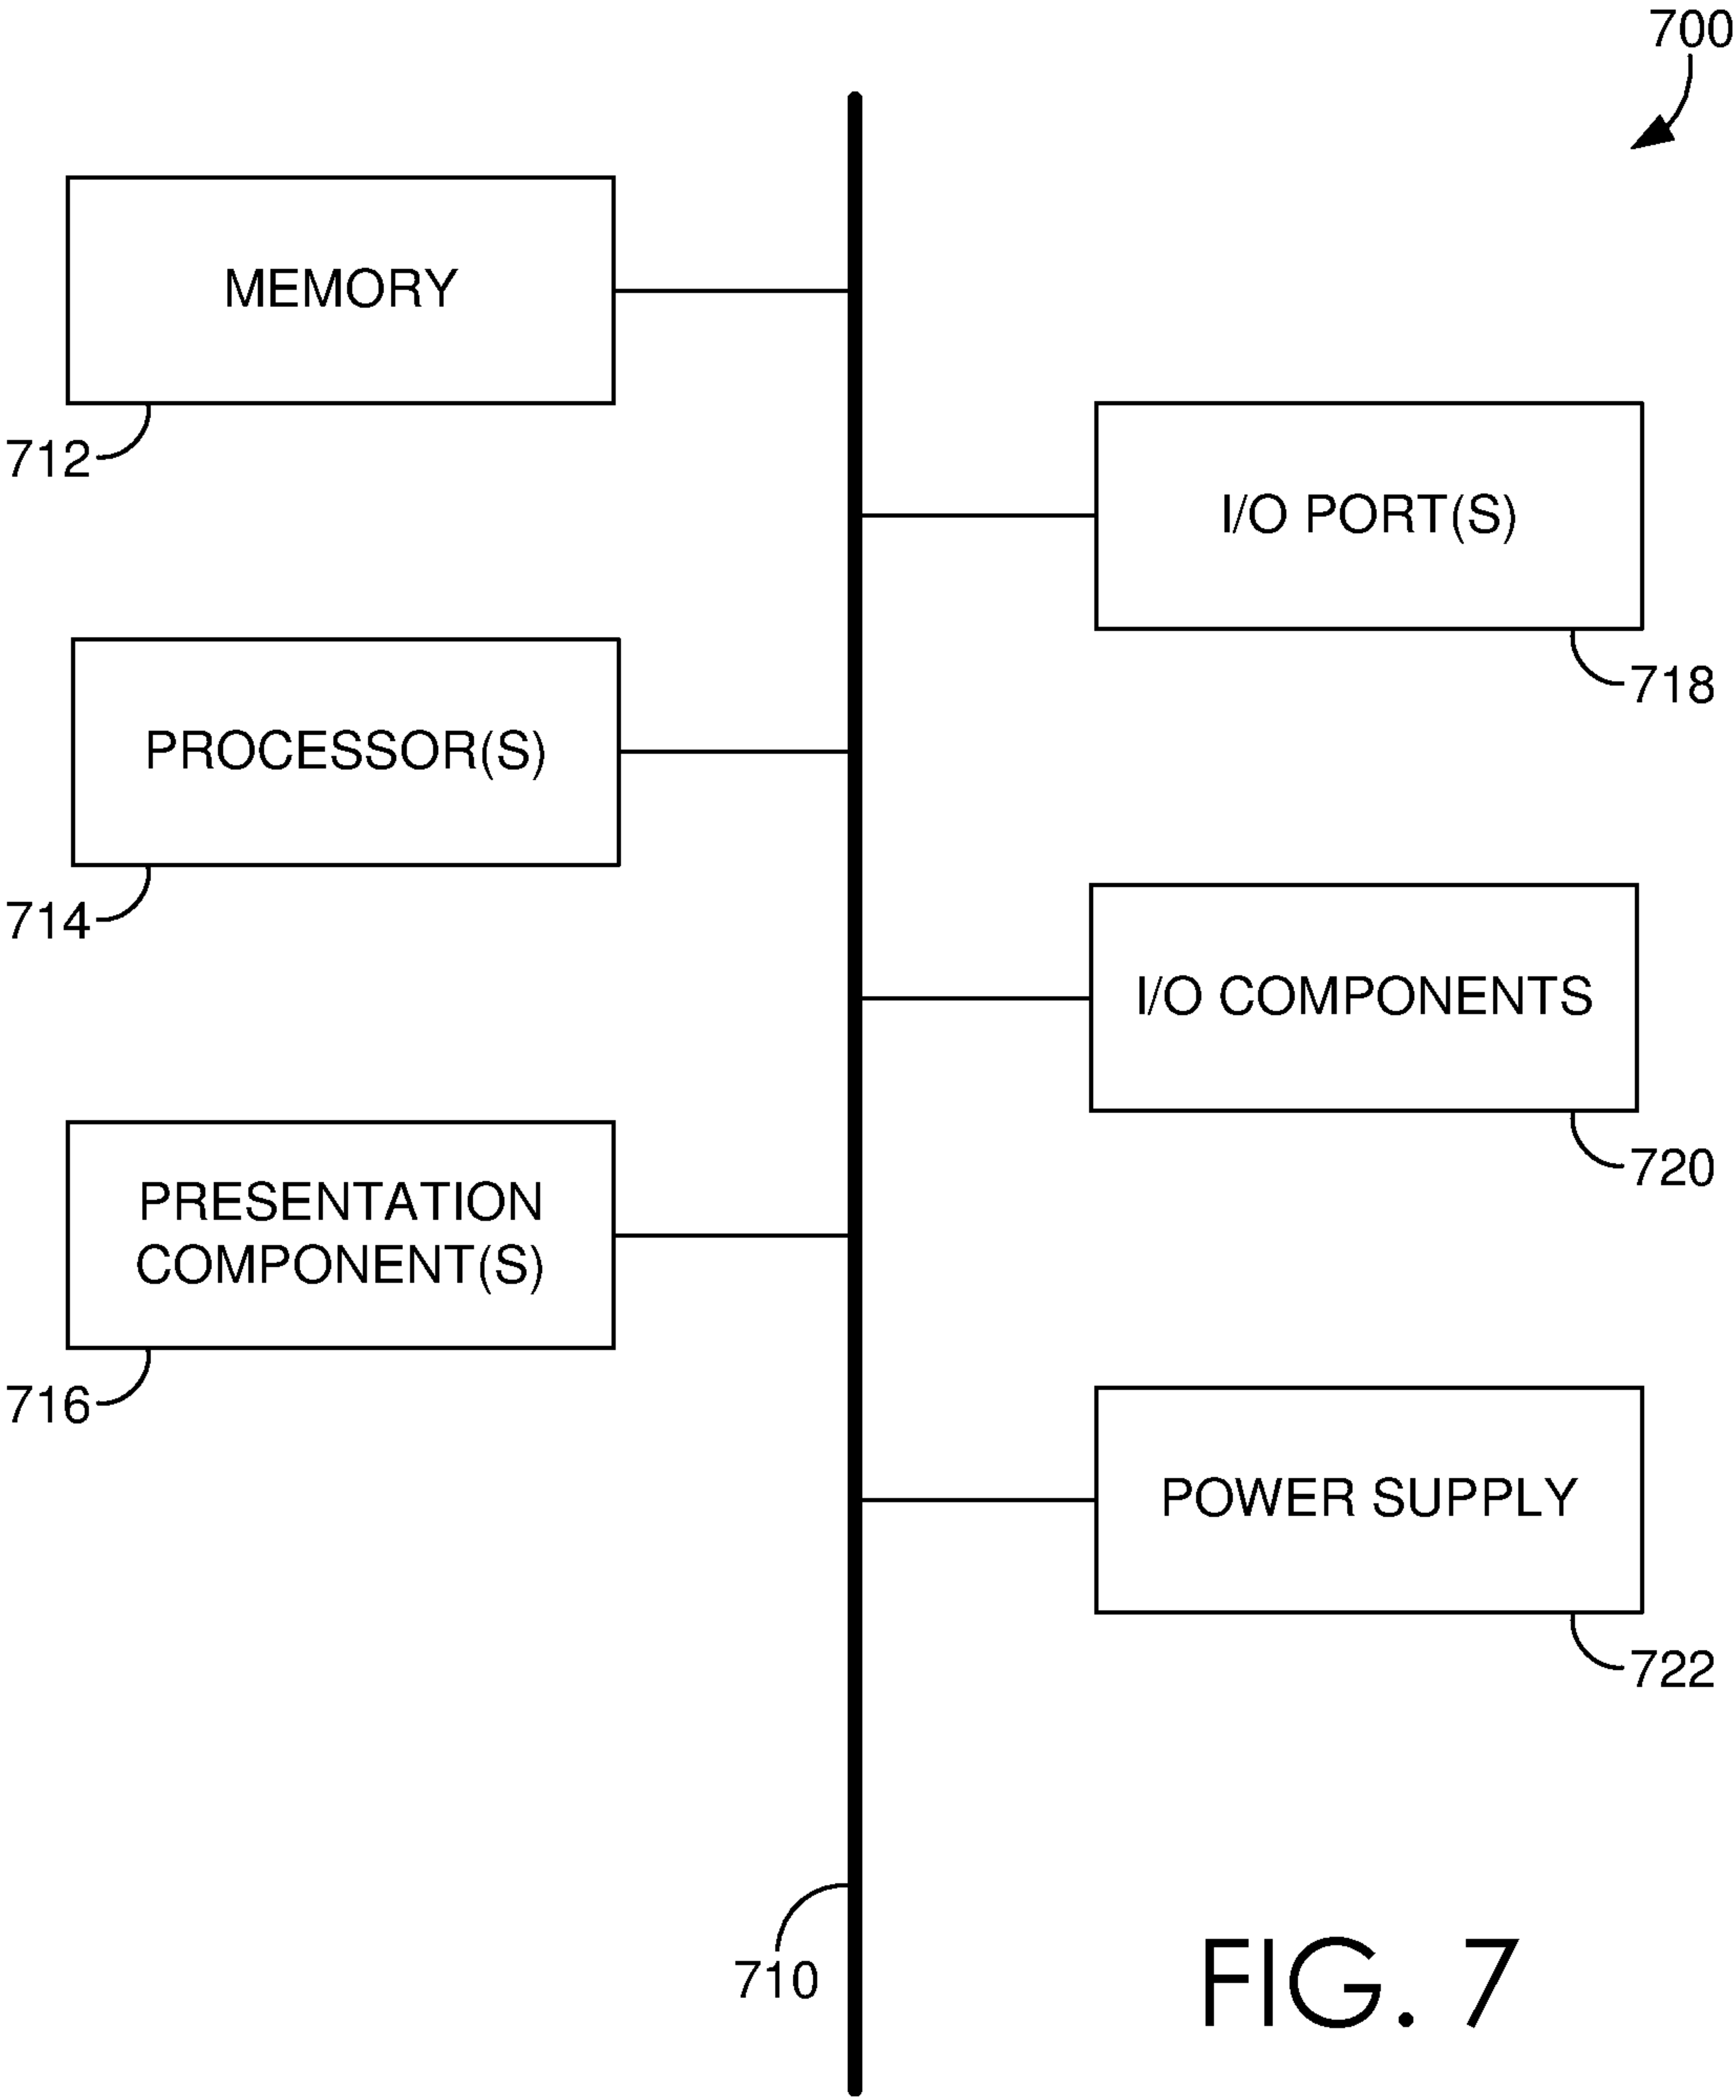 700
MEMORY
712
I/O PORT(S)
718
PROCESSOR(S)
714
I/O COMPONENTS
720
PRESENTATION
COMPONENT(S)
716
POWER SUPPLY
722
710
FIG. 7